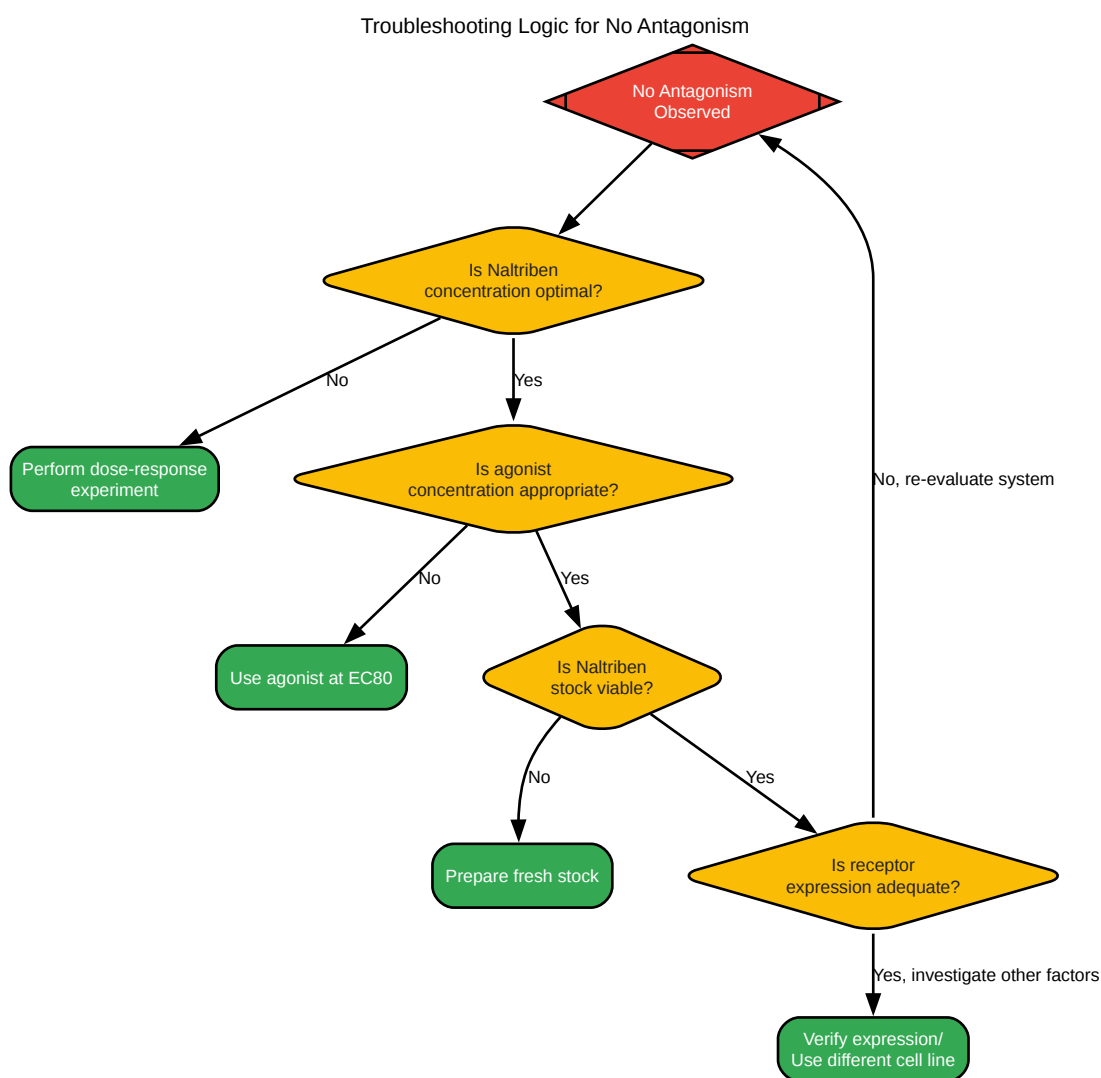 Troubleshooting Logic for No Antagonism
No Antagonism
Observed
Is Naltriben
concentration optimal?
No
Yes
Perform dose-response
experiment
Is agonist
concentration appropriate?
No, re-evaluate system
No
Yes
Use agonist at EC80
Is Naltriben
stock viable?
No
Yes
Prepare fresh stock
Is receptor
expression adequate?
Yes, investigate other factors
Verify expression/
Use different cell line